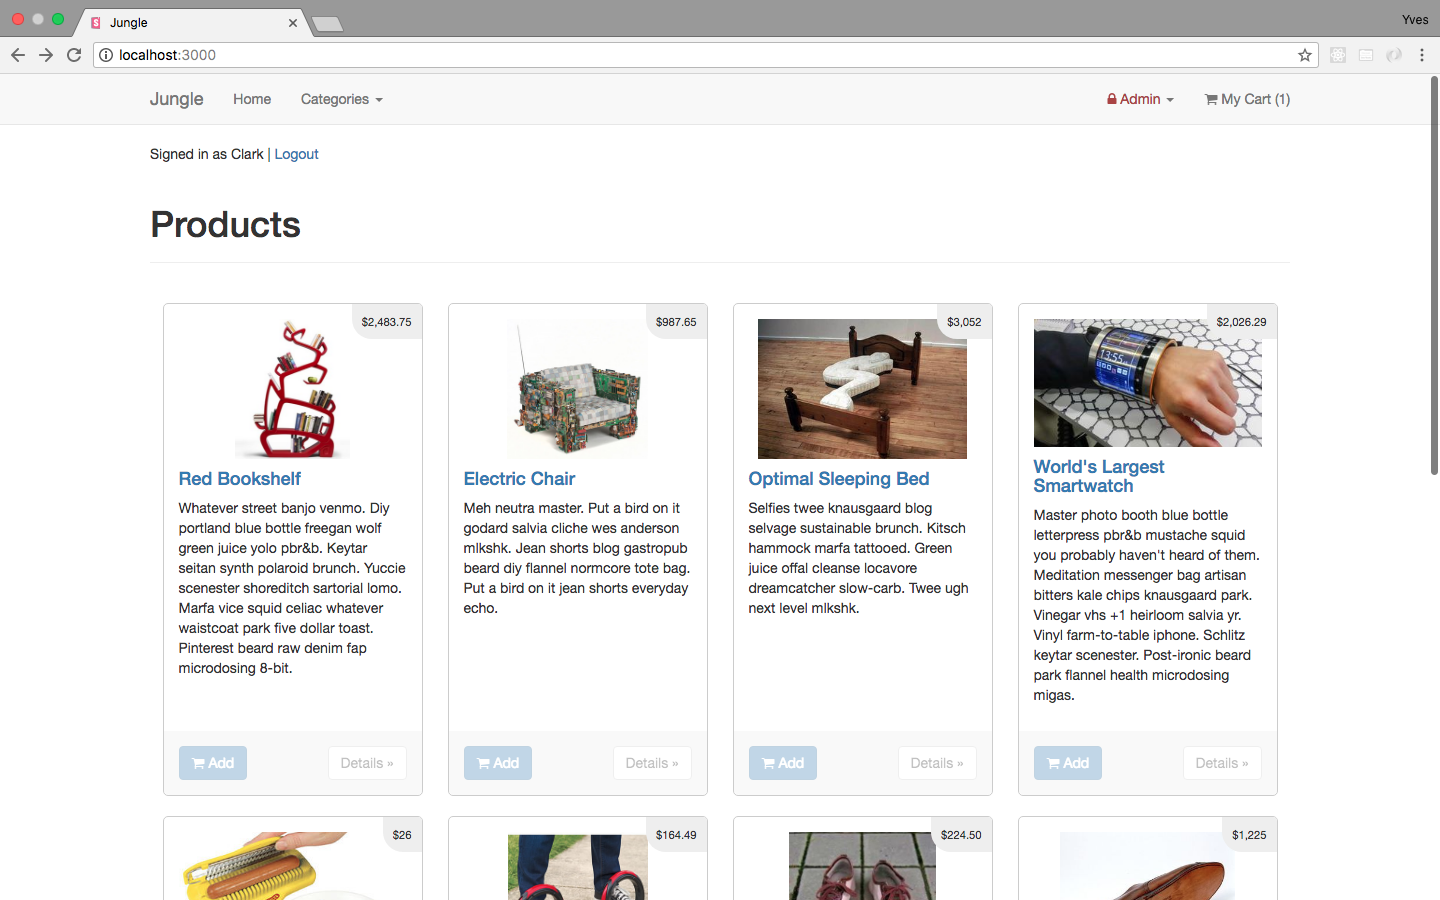 Jungle
Yves
localhost:3000
Jungle Home Categories Admin My Cart (1)
Signed in as Clark | Logout
Products
$2,483.75
Red Bookshelf
Whatever street banjo venmo. Diy
portland blue bottle freegan wolf
green juice yolo pbr&b. Keytar
seitan synth polaroid brunch. Yuccie
scenester shoreditch sartorial lomo.
Marfa vice squid celiac whatever
waistcoat park five dollar toast.
Pinterest beard raw denim fap
microdosing 8-bit.
Add Details »
$987.65
Electric Chair
Meh neutra master. Put a bird on it
godard salvia cliche wes anderson
mlkshk. Jean shorts blog gastropub
beard diy flannel normcore tote bag.
Put a bird on it jean shorts everyday
echo.
Add Details »
$3,052
Optimal Sleeping Bed
Selfies twee knausgaard blog
selvage sustainable brunch. Kitsch
hammock marfa tattooed. Green
juice offal cleanse locavore
dreamcatcher slow-carb. Twee ugh
next level mlkshk.
Add Details »
$2,026.29
13:55
World's Largest
Smartwatch
Master photo booth blue bottle
letterpress pbr&b mustache squid
you probably haven't heard of them.
Meditation messenger bag artisan
bitters kale chips knausgaard park.
Vinegar vhs +1 heirloom salvia yr.
Vinyl farm-to-table iphone. Schlitz
keytar scenester. Post-ironic beard
park flannel health microdosing
migas.
Add Details »
$26
$164.49
$224.50
$1,225